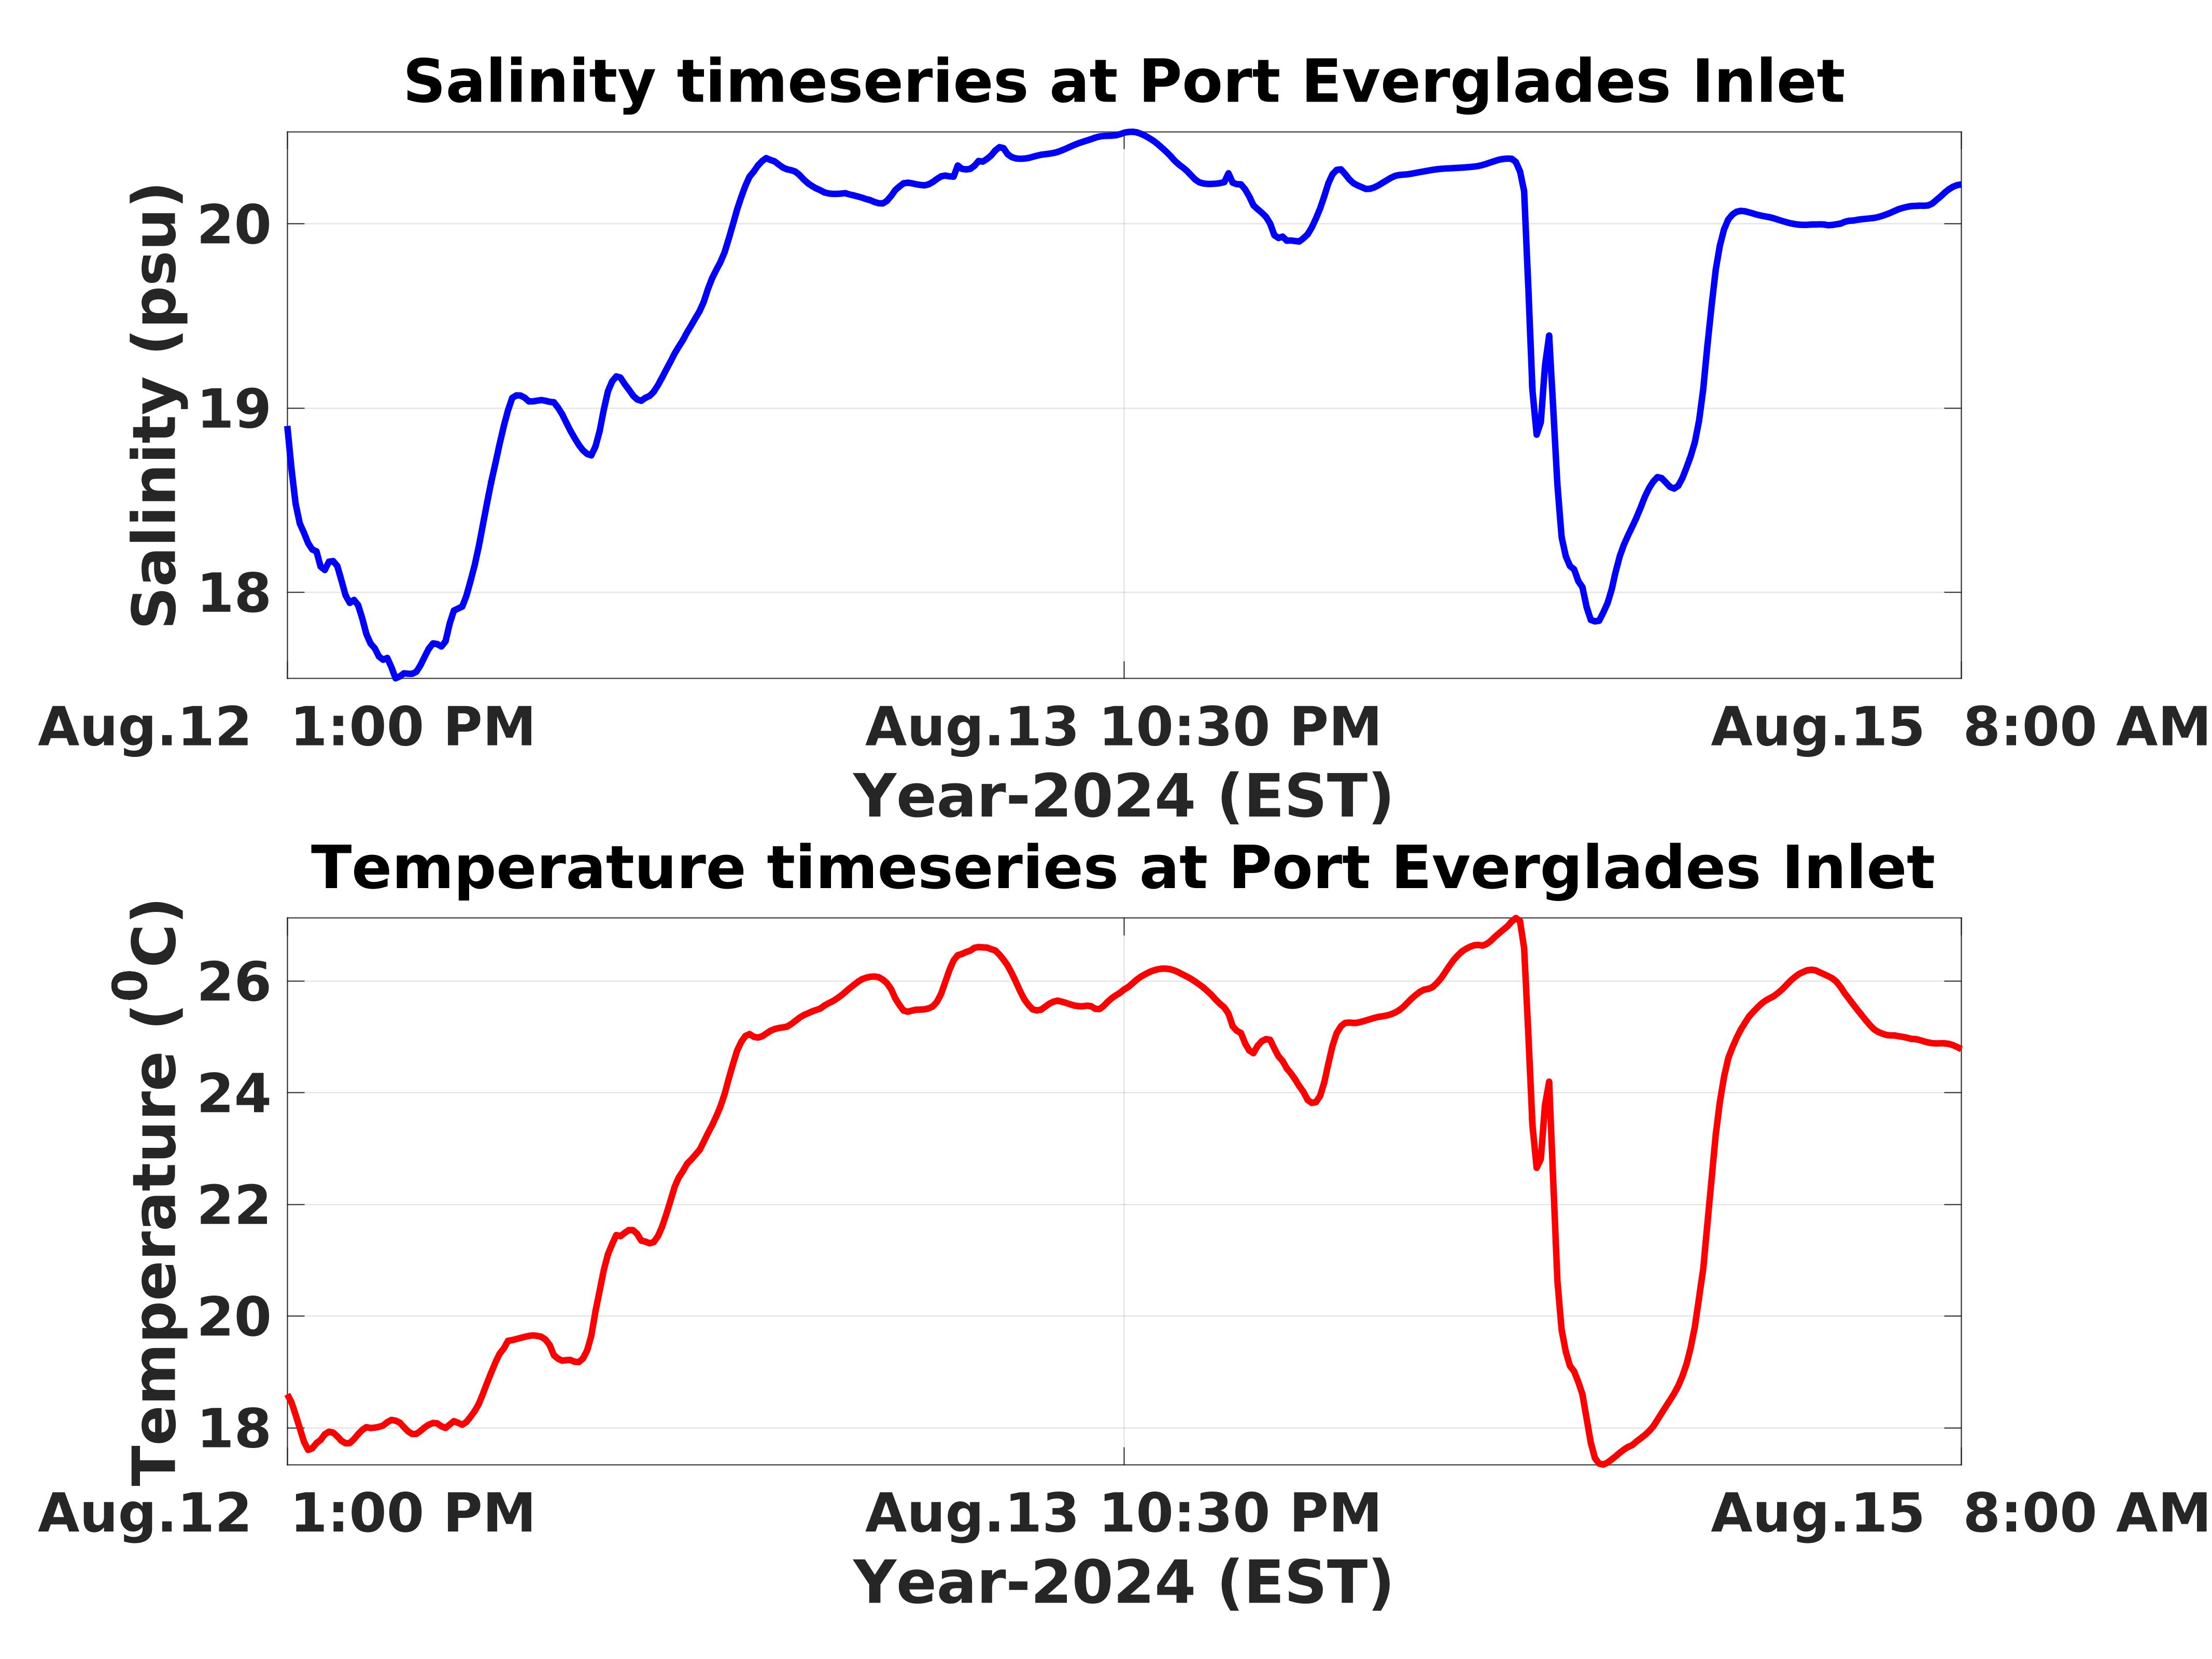 Salinity timeseries at Port Everglades Inlet
Salinity (psu)
20
19
18
Aug.12  1:00 PM
Aug.13 10:30 PM
Aug.15  8:00 AM
Year-2024 (EST)
Temperature timeseries at Port Everglades Inlet
Temperature (⁰C)
26
24
22
20
18
Aug.12  1:00 PM
Aug.13 10:30 PM
Aug.15  8:00 AM
Year-2024 (EST)